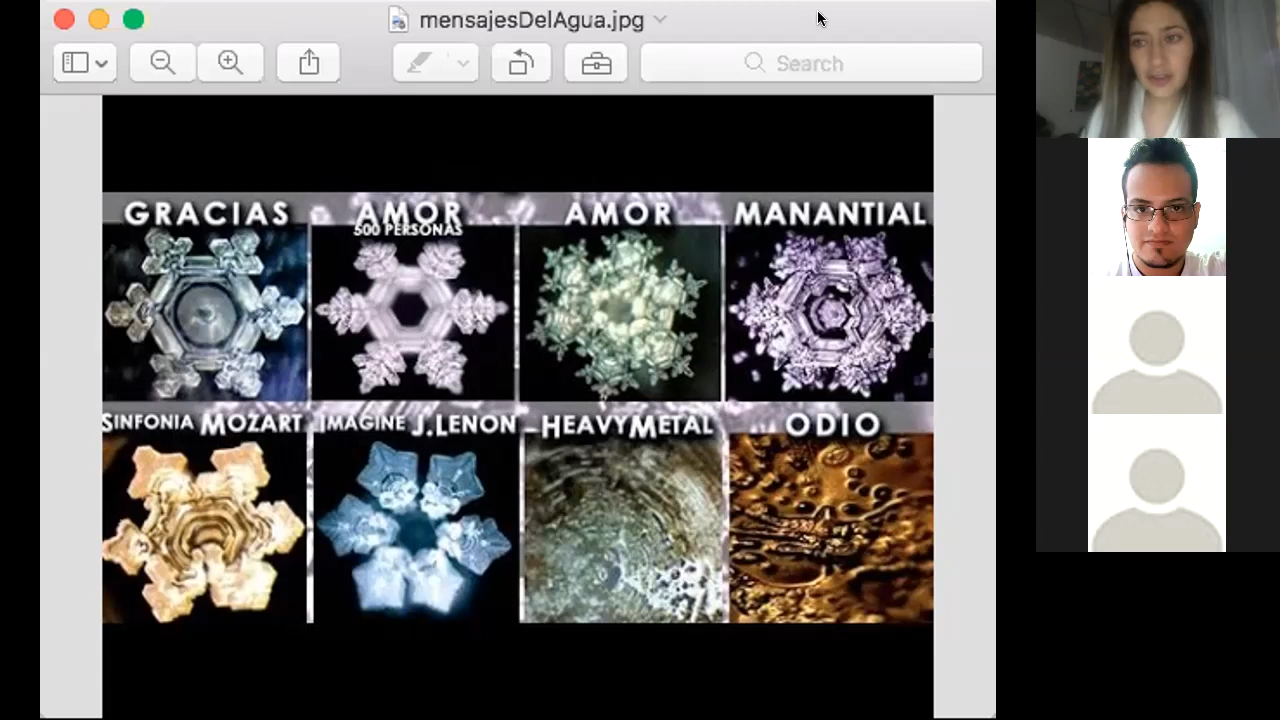 mensajesDelAgua.jpg
Search
GRACIAS
AMOR
500 PERSONAS
AMOR
MANANTIAL
SINFONIA MOZART
IMAGINE J.LENON
HEAVYMETAL
ODIO